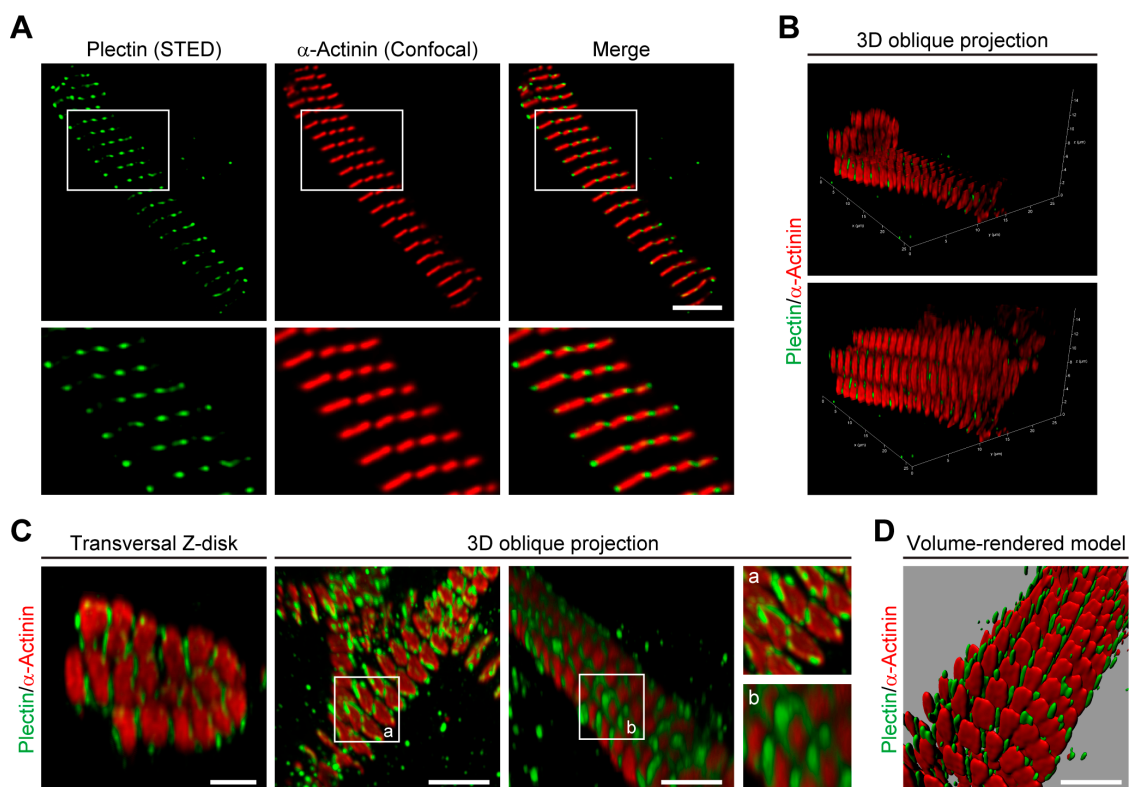 A
Plectin (STED)
α-Actinin (Confocal)
Merge
B
3D oblique projection
Plectin/α-Actinin
C
Transversal Z-disk
3D oblique projection
Plectin/α-Actinin
a
b
a
b
D
Volume-rendered model
Plectin/α-Actinin